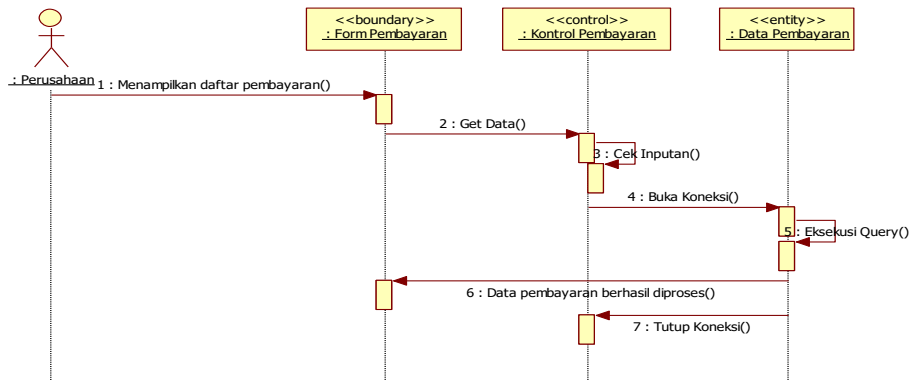 <<boundary>>
: Form Pembayaran
<<control>>
: Kontrol Pembayaran
<<entity>>
: Data Pembayaran
: Perusahaan
1 : Menampilkan daftar pembayaran()
2 : Get Data()
3 : Cek Inputan()
4 : Buka Koneksi()
5 : Eksekusi Query()
6 : Data pembayaran berhasil diproses()
7 : Tutup Koneksi()